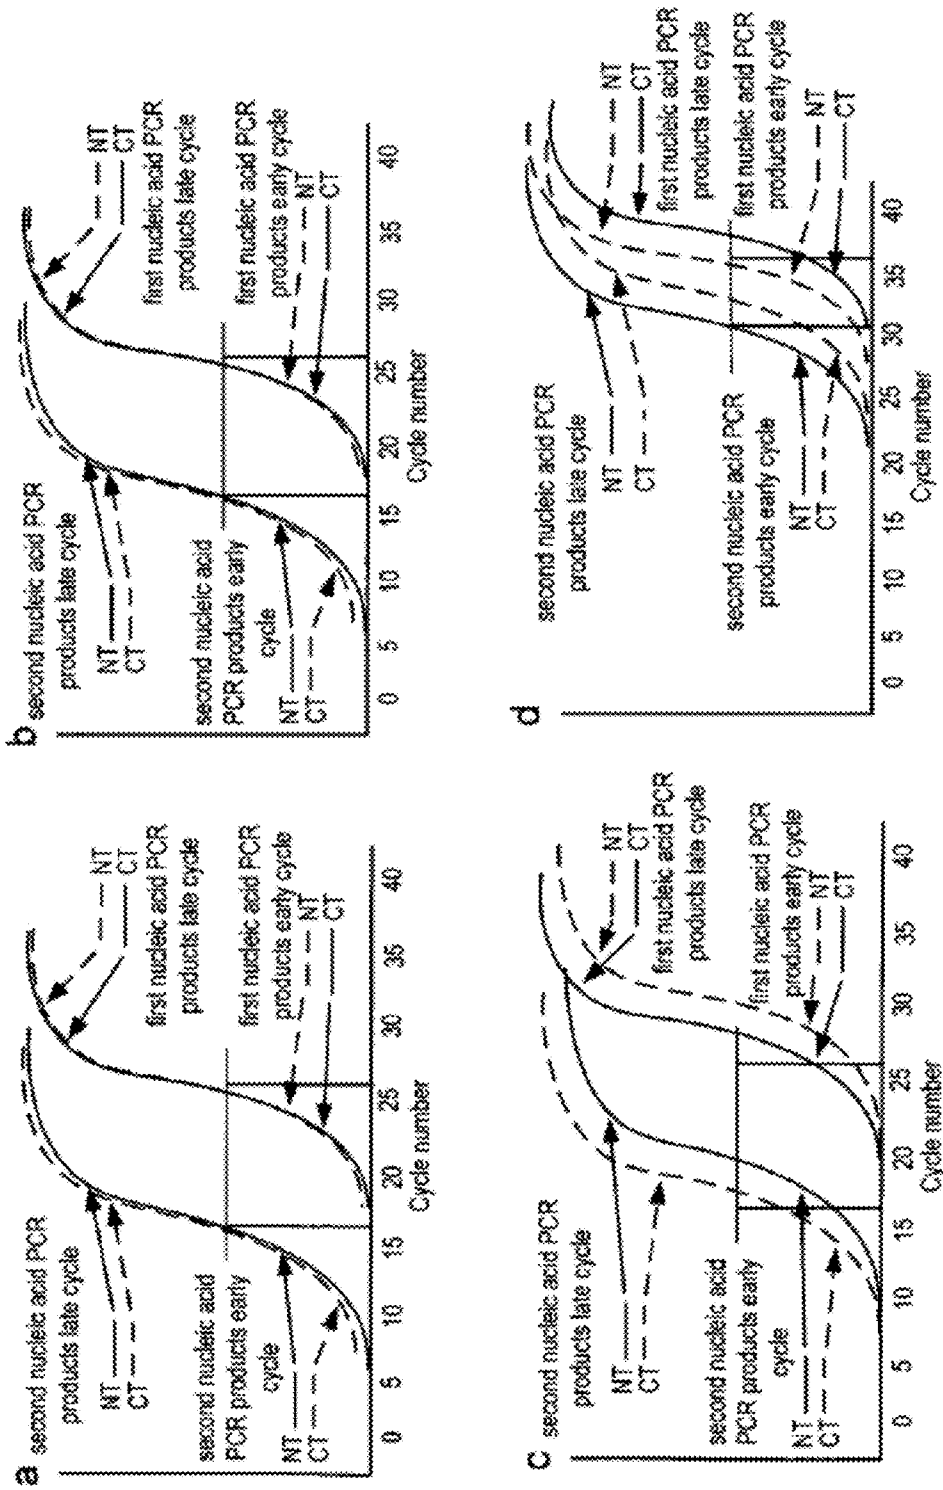 a
second nucleic acid PCR
products late cycle
NT
CT
NT
CT
first nucleic acid PCR
products late cycle
second nucleic acid
PCR products early
cycle
NT
CT
first nucleic acid PCR
products early cycle
NT
CT
0 5 10 15 20 25 30 35 40
Cycle number
b
second nucleic acid PCR
products late cycle
NT
CT
NT
CT
first nucleic acid PCR
products late cycle
second nucleic acid
PCR products early
cycle
NT
CT
first nucleic acid PCR
products early cycle
NT
CT
0 5 10 15 20 25 30 35 40
Cycle number
c
second nucleic acid PCR
products late cycle
NT
CT
NT
CT
first nucleic acid PCR
products late cycle
second nucleic acid
PCR products early
cycle
NT
CT
first nucleic acid PCR
products early cycle
NT
CT
0 5 10 15 20 25 30 35 40
Cycle number
d
second nucleic acid PCR
products late cycle
NT
CT
NT
CT
first nucleic acid PCR
products late cycle
second nucleic acid PCR
products early cycle
NT
CT
first nucleic acid PCR
products early cycle
NT
CT
0 5 10 15 20 25 30 35 40
Cycle number